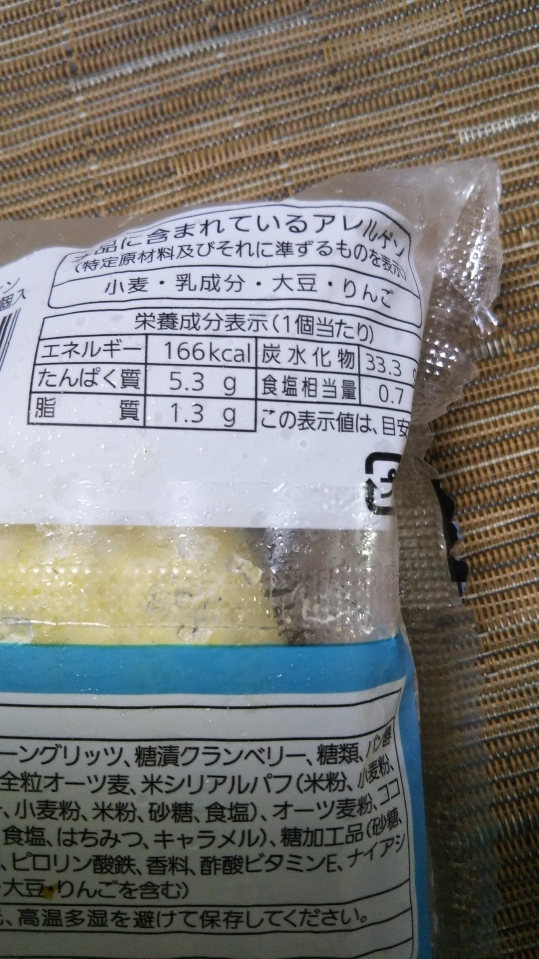 品に含まれているアレルゲン
(特定原材料及びそれに準ずるものを表示)
小麦・乳成分・大豆・りんご
個入
栄養成分表示(1個当たり)
エネルギー 166kcal 炭水化物 33.3 g
たんぱく質 5.3 g 食塩相当量 0.7
脂質 1.3 g この表示値は、目安
プ
ーングリッツ、糖漬クランベリー、糖類、パン酵
全粒オーツ麦、米シリアルパフ(米粉、小麦粉、
、小麦粉、米粉、砂糖、食塩)、オーツ麦粉、ココ
食塩、はちみつ、キャラメル)、糖加工品(砂糖、
、ピロリン酸鉄、香料、酢酸ビタミンE、ナイアシ
・大豆・りんごを含む)
、高温多湿を避けて保存してください。